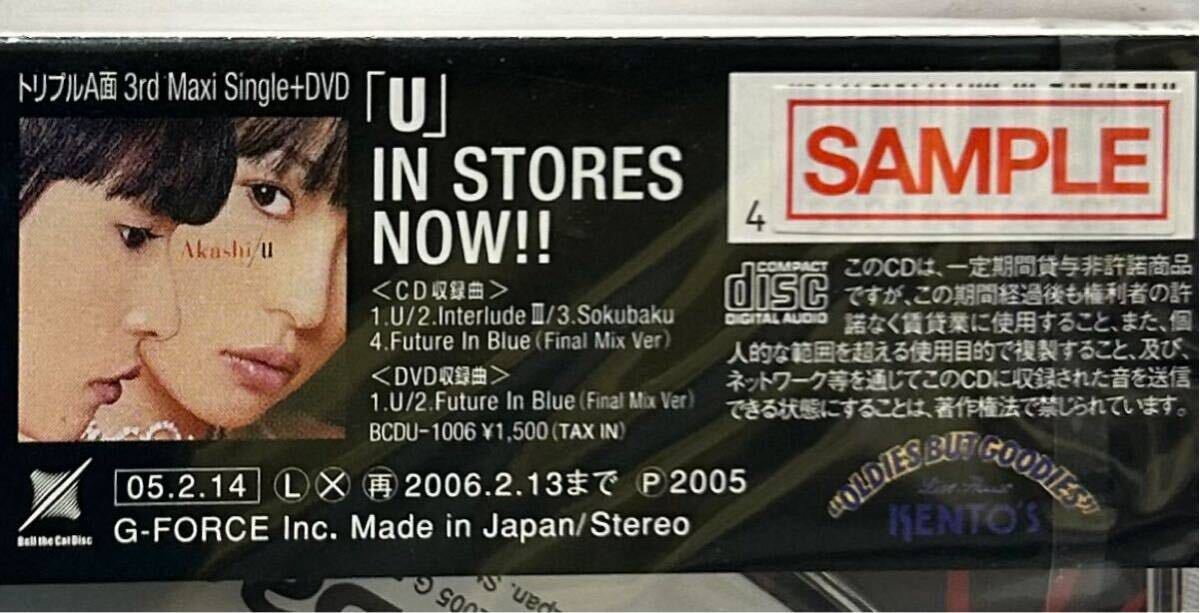 トリプルA面 3rd Maxi Single+DVD
Akashi/u
「U」
IN STORES
NOW!!
<CD収録曲>
1.U/2.Interlude Ⅲ/3.Sokubaku
4.Future In Blue(Final Mix Ver)
<DVD収録曲>
1.U/2.Future In Blue(Final Mix Ver)
BCDU-1006 ¥1,500(TAX IN)
SAMPLE
4
COMPACT
disc
DIGITAL AUDIO
このCDは、一定期間貸与非許諾商品
ですが、この期間経過後も権利者の許
諾なく賃貸業に使用すること、また、個
人的な範囲を超える使用目的で複製すること、及び、
ネットワーク等を通じてこのCDに収録された音を送信
できる状態にすることは、著作権法で禁じられています。
"OLDIES BUT GOODIES"
KENTO'S
Bell the Cat Disc
05.2.14 Ⓛ Ⓧ 再 2006.2.13まで Ⓟ2005
G-FORCE Inc. Made in Japan/Stereo
2005 G